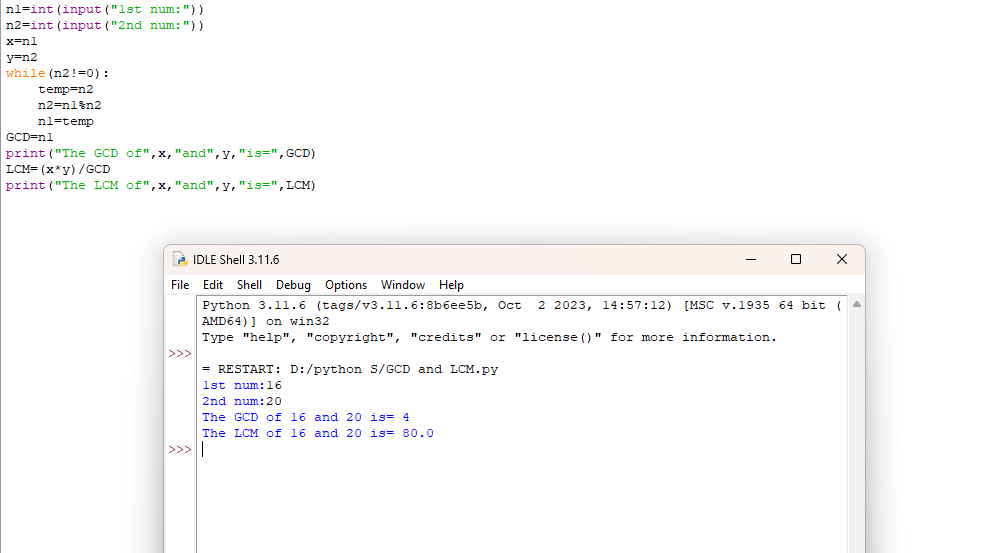 n1=int(input("1st num:"))
n2=int(input("2nd num:"))
x=n1
y=n2
while(n2!=0):
    temp=n2
    n2=n1%n2
    n1=temp
GCD=n1
print("The GCD of",x,"and",y,"is=",GCD)
LCM=(x*y)/GCD
print("The LCM of",x,"and",y,"is=",LCM)
IDLE Shell 3.11.6
File Edit Shell Debug Options Window Help
Python 3.11.6 (tags/v3.11.6:8b6ee5b, Oct  2 2023, 14:57:12) [MSC v.1935 64 bit (
AMD64)] on win32
Type "help", "copyright", "credits" or "license()" for more information.
>>>
= RESTART: D:/python S/GCD and LCM.py
1st num:16
2nd num:20
The GCD of 16 and 20 is= 4
The LCM of 16 and 20 is= 80.0
>>>